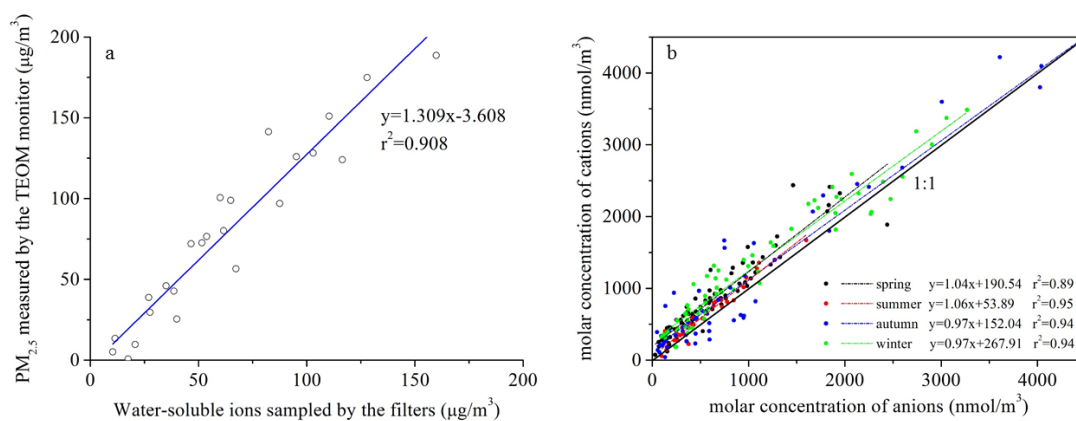 a
PM2.5 measured by the TEOM monitor (μg/m³)
200
150
100
50
0
y=1.309x-3.608
r²=0.908
0 50 100 150 200
Water-soluble ions sampled by the filters (μg/m³)
b
molar concentration of cations (nmol/m³)
4000
3000
2000
1000
0
1:1
spring y=1.04x+190.54 r²=0.89
summer y=1.06x+53.89 r²=0.95
autumn y=0.97x+152.04 r²=0.94
winter y=0.97x+267.91 r²=0.94
0 1000 2000 3000 4000
molar concentration of anions (nmol/m³)